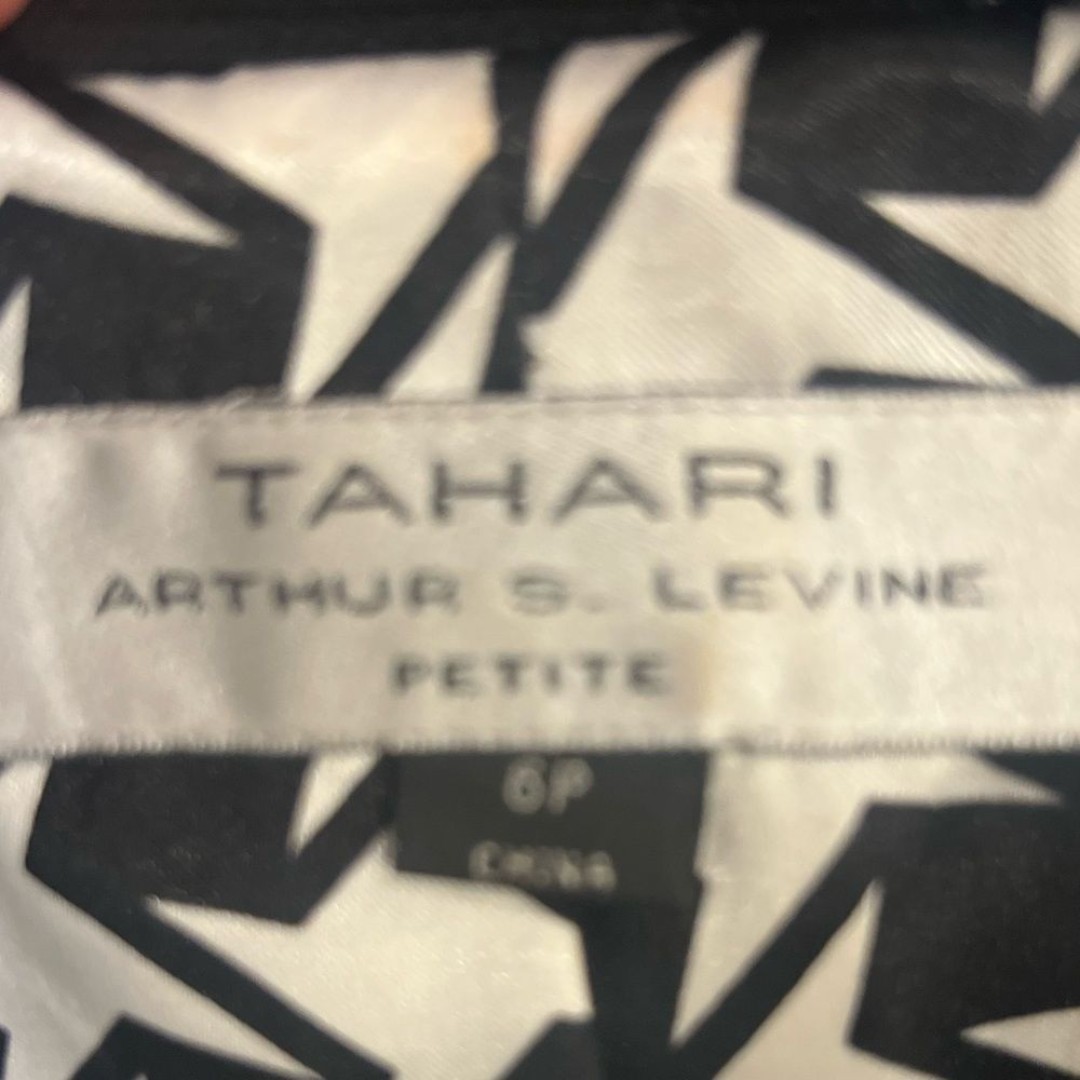 TAHARI
ARTHUR S. LEVINE
PETITE
6P
CHINA